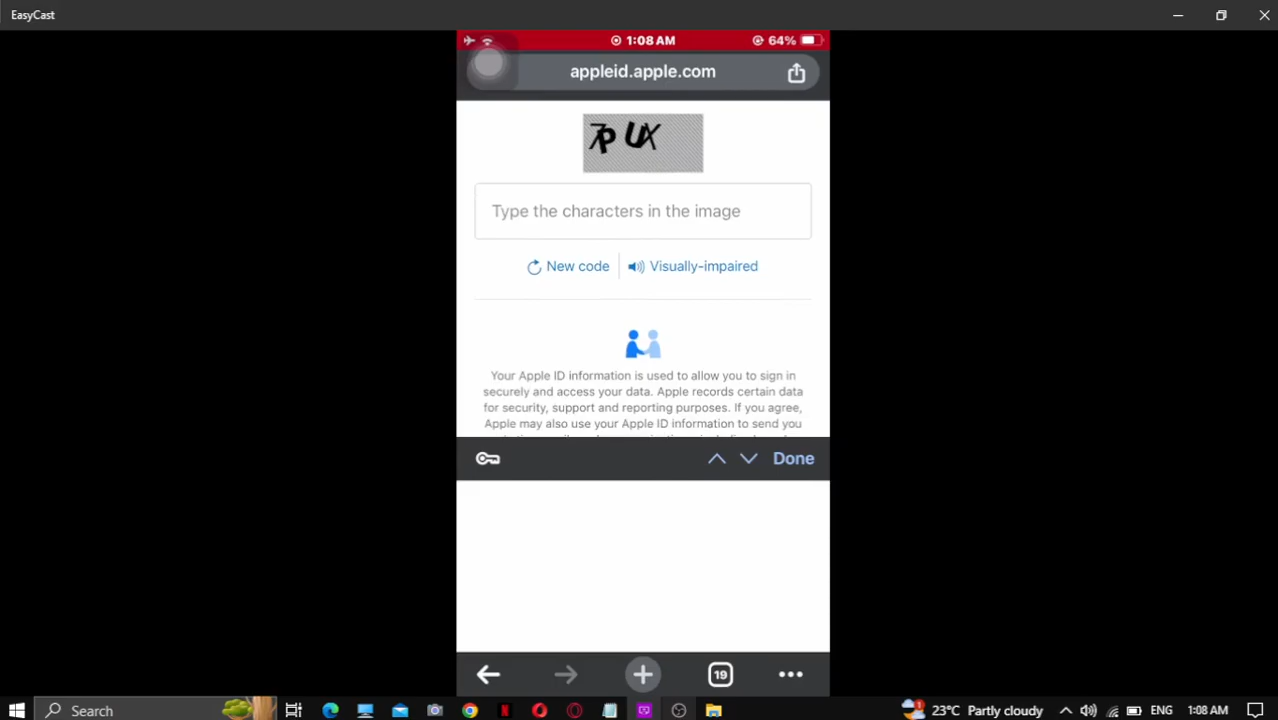 EasyCast
1:08 AM
64%
appleid.apple.com
7P UX
Type the characters in the image
New code
Visually-impaired
Your Apple ID information is used to allow you to sign in
securely and access your data. Apple records certain data
for security, support and reporting purposes. If you agree,
Apple may also use your Apple ID information to send you
Done
19
Search
23°C Partly cloudy
ENG
1:08 AM